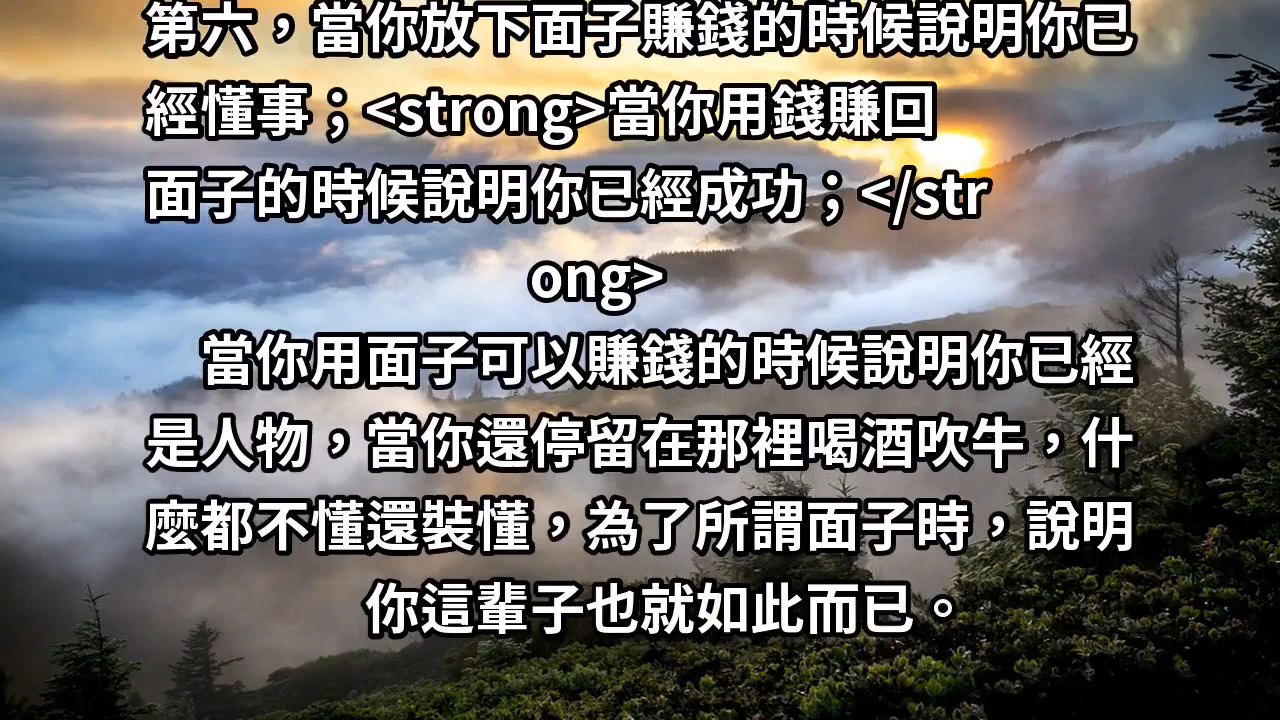 第六，當你放下面子賺錢的時候說明你已
經懂事；<strong>當你用錢賺回
面子的時候說明你已經成功；</str
ong>
當你用面子可以賺錢的時候說明你已經
是人物，當你還停留在那裡喝酒吹牛，什
麼都不懂還裝懂，為了所謂面子時，說明
你這輩子也就如此而已。